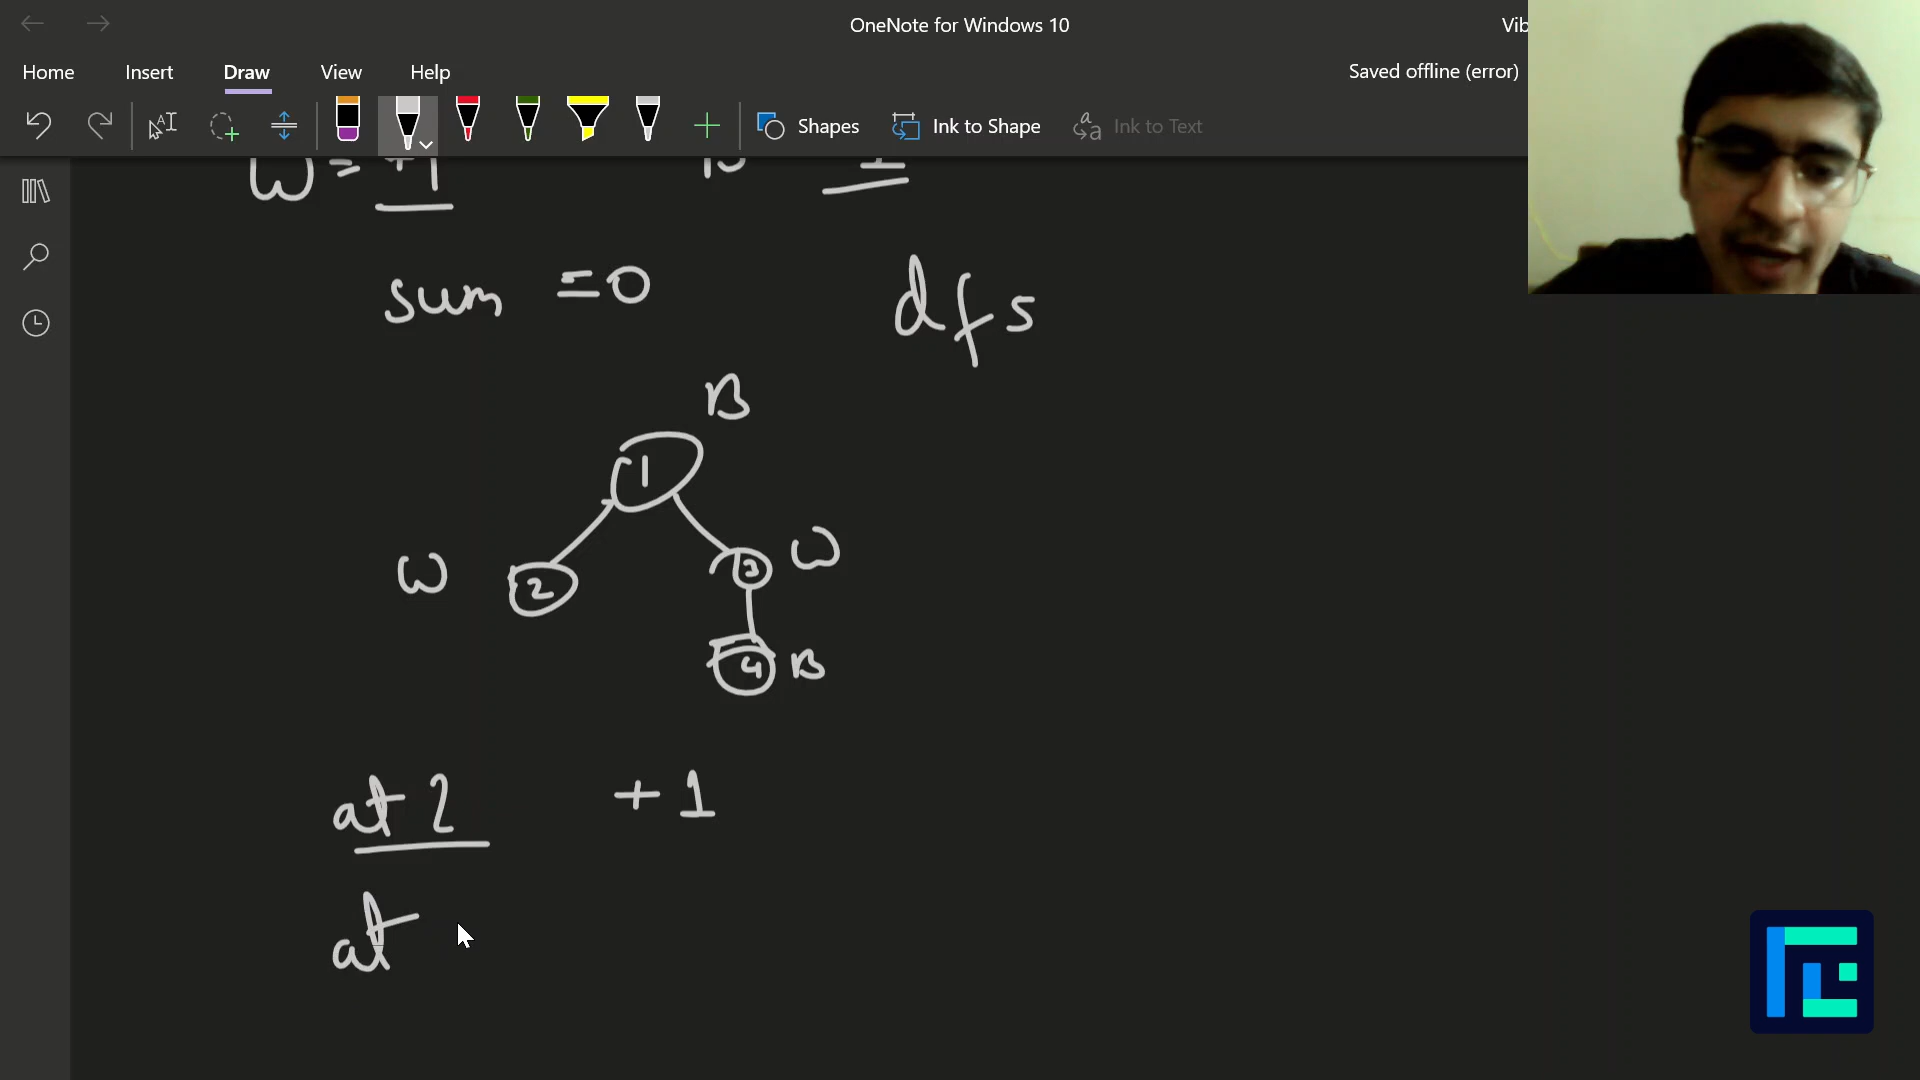 OneNote for Windows 10
Vib
Home Insert Draw View Help
Saved offline (error)
Shapes Ink to Shape Ink to Text
W = +1
sum = 0 dfs
B
1
W 2 3 W
4 B
at 2 + 1
at